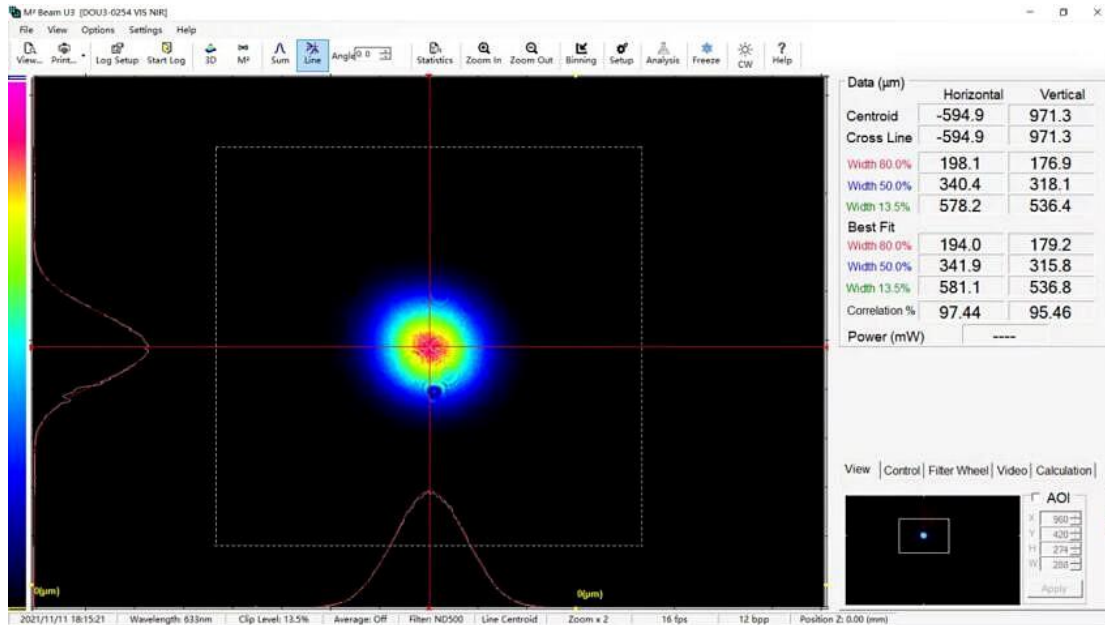 M² Beam U3 [DOU3-0254 VIS NIR]
File View Options Settings Help
View... Print... Log Setup Start Log 3D M² Sum Line Angle 0.0 Statistics Zoom In Zoom Out Binning Setup Analysis Freeze CW Help
Data (µm)
Horizontal Vertical
Centroid -594.9 971.3
Cross Line -594.9 971.3
Width 80.0% 198.1 176.9
Width 50.0% 340.4 318.1
Width 13.5% 578.2 536.4
Best Fit
Width 80.0% 194.0 179.2
Width 50.0% 341.9 315.8
Width 13.5% 581.1 536.8
Correlation % 97.44 95.46
Power (mW) ----
View Control Filter Wheel Video Calculation
AOI
X 960
Y 420
H 274
W 288
Apply
0(µm) 0(µm)
2021/11/11 18:15:21 Wavelength: 633nm Clip Level: 13.5% Average: Off Filter: ND500 Line Centroid Zoom x 2 16 fps 12 bpp Position Z: 0.00 (mm)